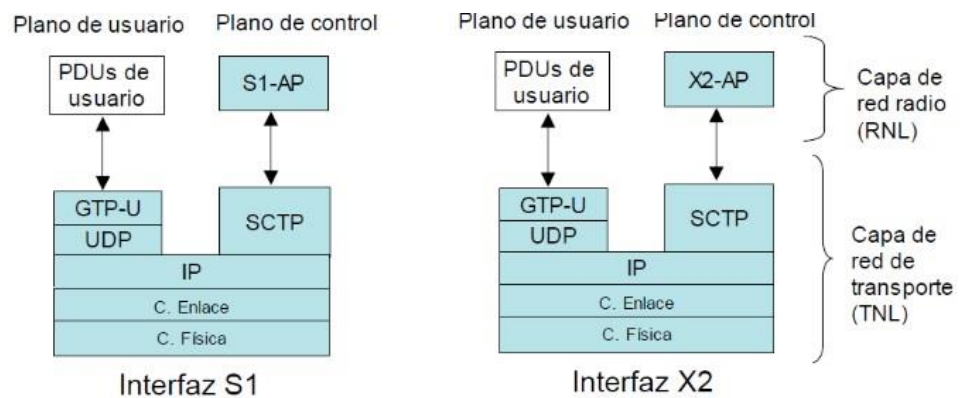 Plano de usuario
Plano de control
PDUs de
usuario
S1-AP
GTP-U
UDP
SCTP
IP
C. Enlace
C. Física
Interfaz S1
Plano de usuario
Plano de control
PDUs de
usuario
X2-AP
GTP-U
UDP
SCTP
IP
C. Enlace
C. Física
Interfaz X2
Capa de
red radio
(RNL)
Capa de
red de
transporte
(TNL)